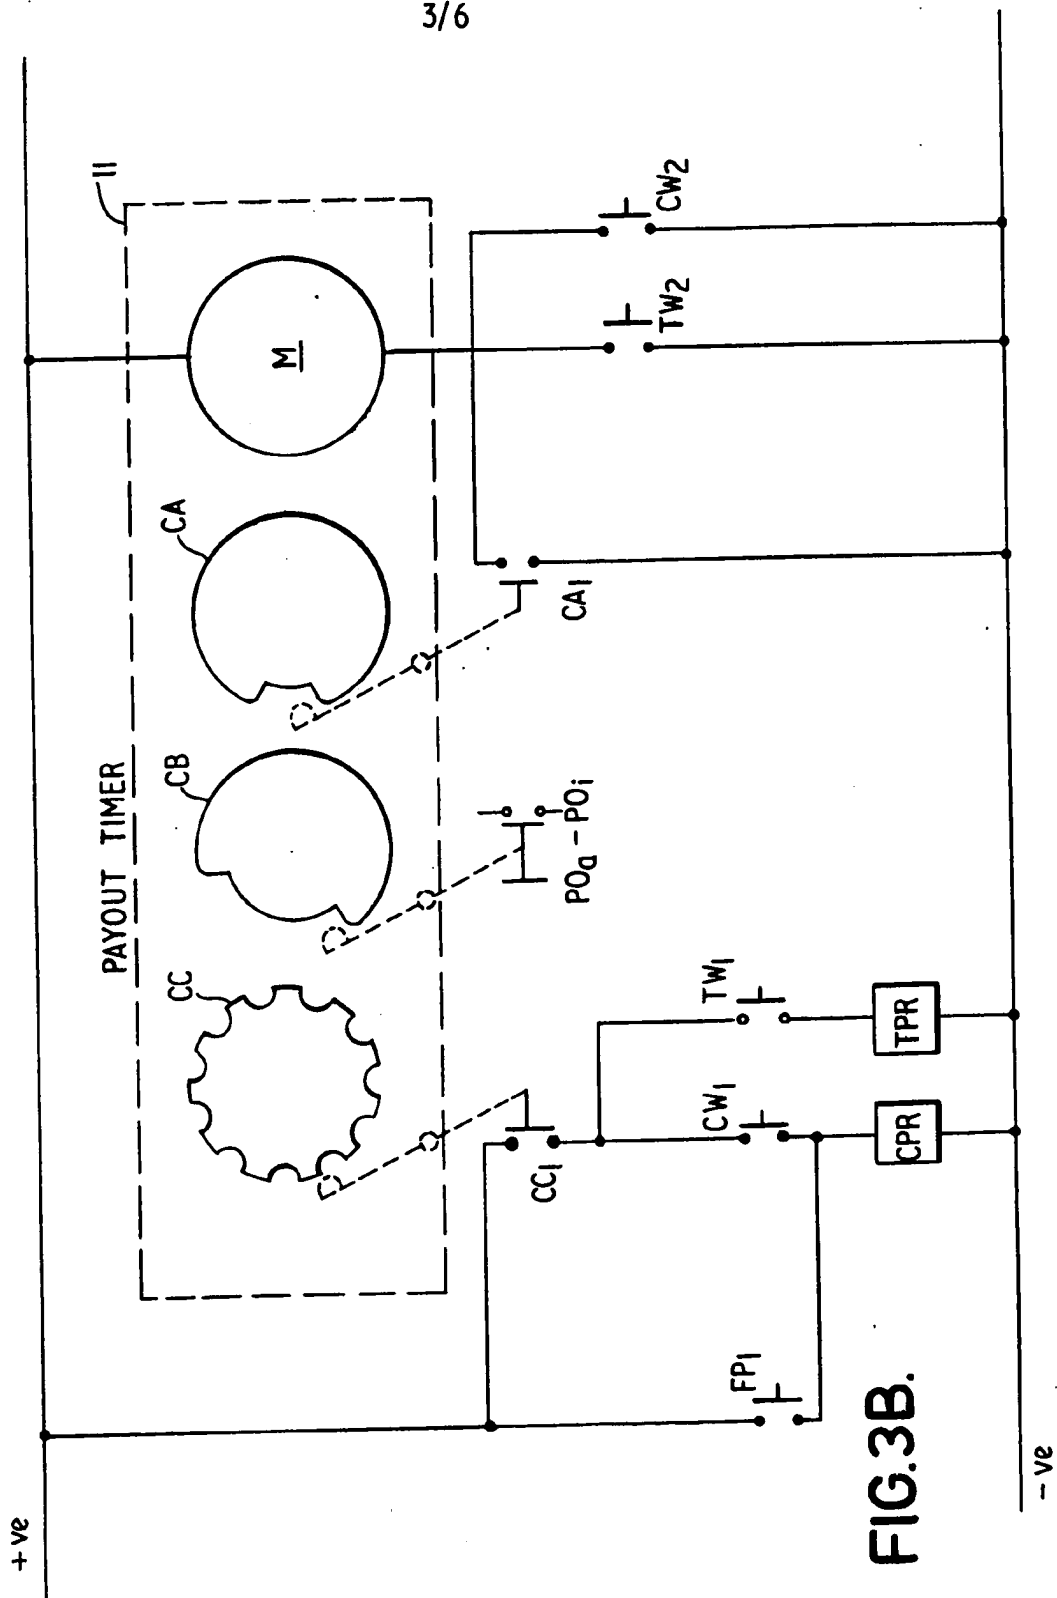 3/6
+ve
PAYOUT TIMER
11
CC
CB
CA
M
CC1
POa – POi
CA1
FP1
CW1
TW1
TW2
CW2
CPR
TPR
–ve
FIG.3B.